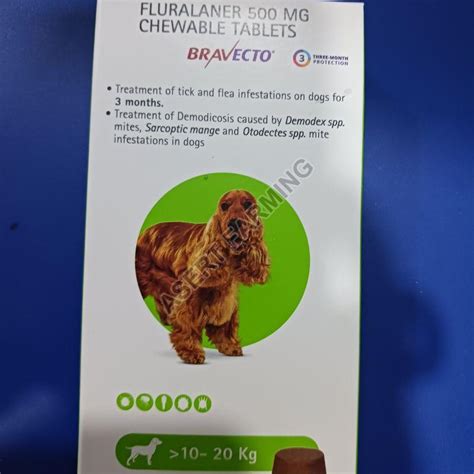 FLURALANER 500 MG
CHEWABLE TABLETS
BRAVECTO
3 THREE-MONTH
PROTECTION
• Treatment of tick and flea infestations on dogs for
3 months.
• Treatment of Demodicosis caused by Demodex spp.
mites, Sarcoptic mange and Otodectes spp. mite
infestations in dogs
>10– 20 Kg